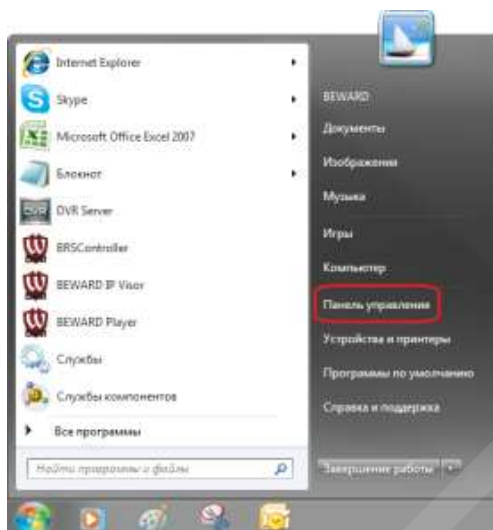 Internet Explorer
Skype
Microsoft Office Excel 2007
Блокнот
DVR Server
BRSController
BEWARD IP Visor
BEWARD Player
Службы
Службы компонентов
Все программы
Найти программы и файлы
BEWARD
Документы
Изображения
Музыка
Игры
Компьютер
Панель управления
Устройства и принтеры
Программы по умолчанию
Справка и поддержка
Завершение работы